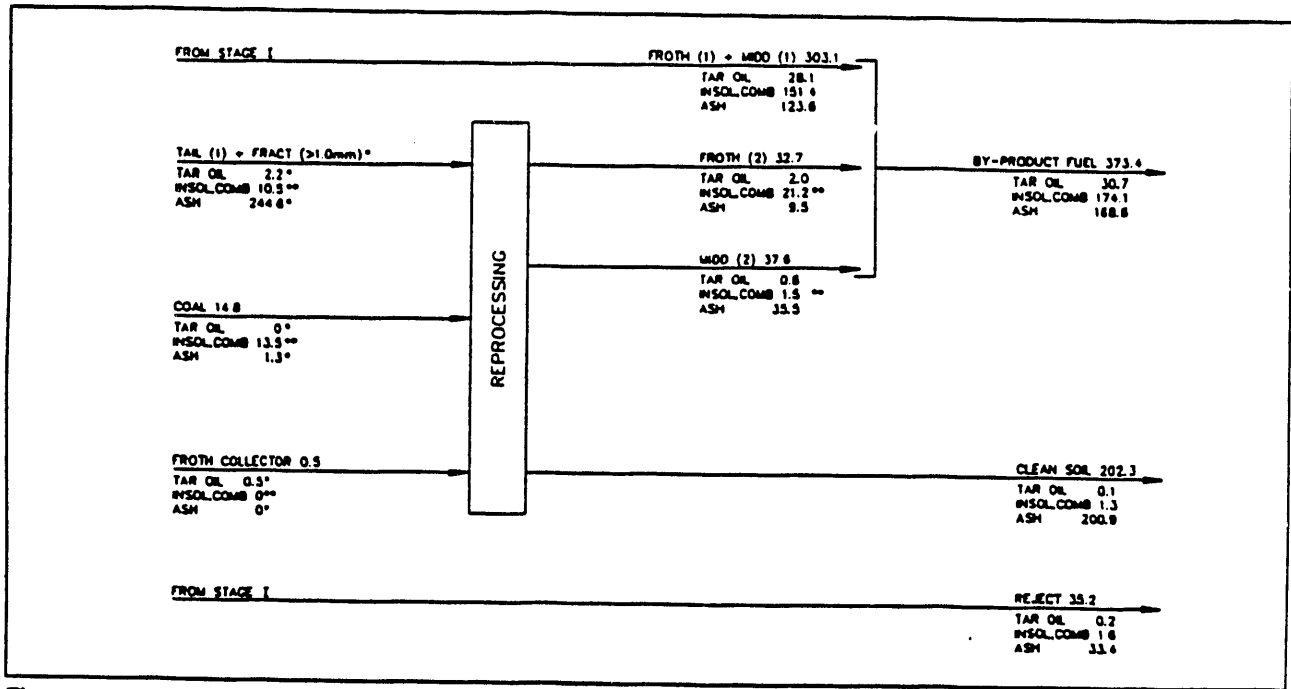 FROM STAGE I
FROTH (1) + MIDD (1) 303.1
TAR OIL 28.1
INSOL.COMB 151.4
ASH 123.6
TAIL (1) + FRACT (>1.0mm)*
TAR OIL 2.2*
INSOL.COMB 10.5**
ASH 244.6*
FROTH (2) 32.7
TAR OIL 2.0
INSOL.COMB 21.2**
ASH 9.5
BY-PRODUCT FUEL 373.4
TAR OIL 30.7
INSOL.COMB 174.1
ASH 168.6
REPROCESSING
MIDD (2) 37.6
TAR OIL 0.6
INSOL.COMB 1.5 **
ASH 35.5
COAL 14.8
TAR OIL 0*
INSOL.COMB 13.5**
ASH 1.3*
FROTH COLLECTOR 0.5
TAR OIL 0.5*
INSOL.COMB 0**
ASH 0*
CLEAN SOIL 202.3
TAR OIL 0.1
INSOL.COMB 1.3
ASH 200.9
FROM STAGE I
REJECT 35.2
TAR OIL 0.2
INSOL.COMB 1.6
ASH 33.4